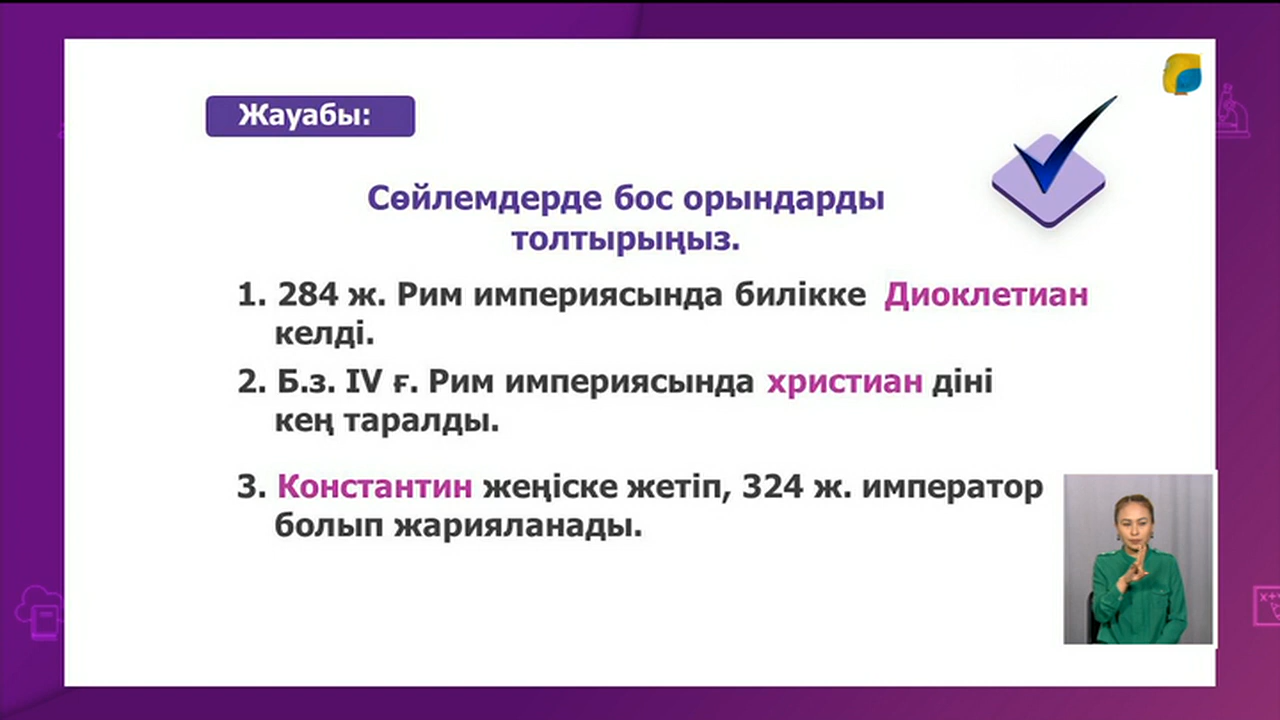 Жауабы:
Сөйлемдерде бос орындарды
толтырыңыз.
1. 284 ж. Рим империясында билікке Диоклетиан
келді.
2. Б.з. IV ғ. Рим империясында христиан діні
кең таралды.
3. Константин жеңіске жетіп, 324 ж. император
болып жарияланады.